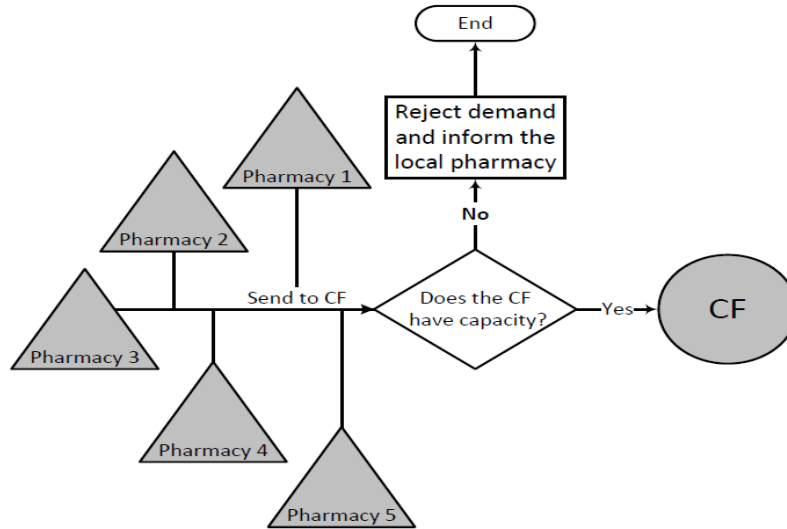 End
Reject demand
and inform the
local pharmacy
Pharmacy 1
No
Pharmacy 2
Send to CF
Does the CF
have capacity?
Yes
CF
Pharmacy 3
Pharmacy 4
Pharmacy 5